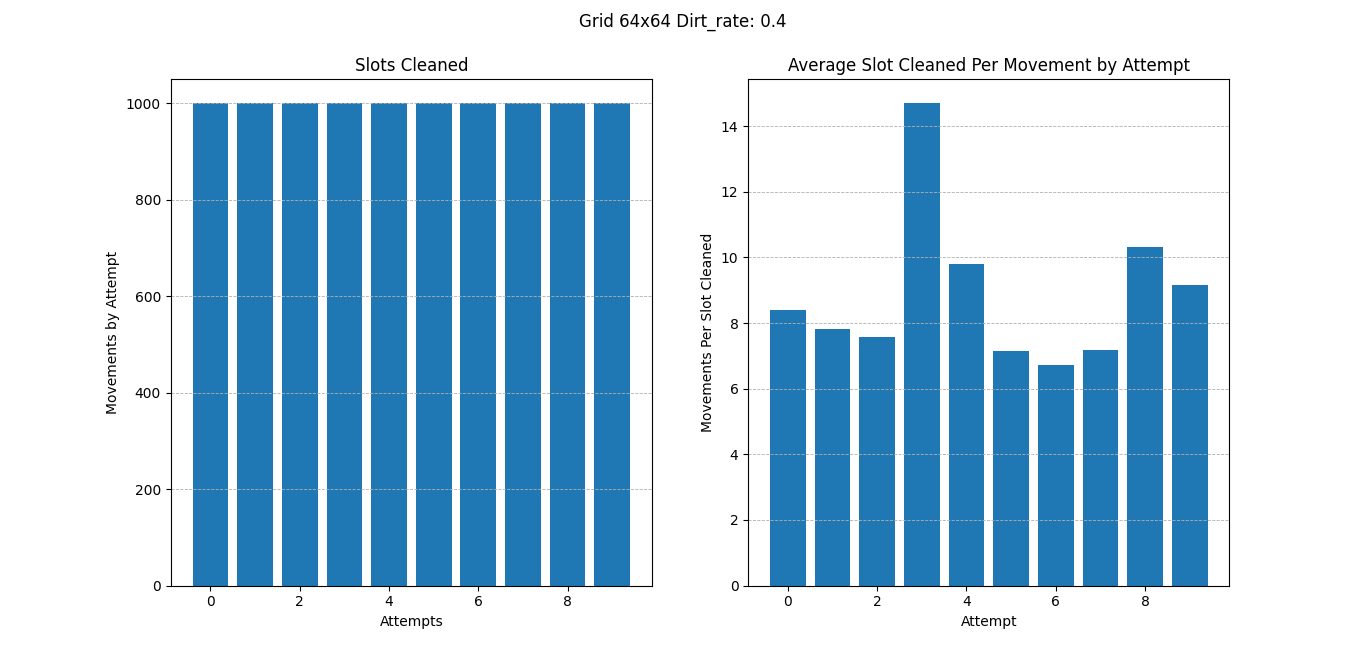 Grid 64x64 Dirt_rate: 0.4
Slots Cleaned
Movements by Attempt
1000
800
600
400
200
0
0 2 4 6 8
Attempts
Average Slot Cleaned Per Movement by Attempt
Movements Per Slot Cleaned
14
12
10
8
6
4
2
0
0 2 4 6 8
Attempt